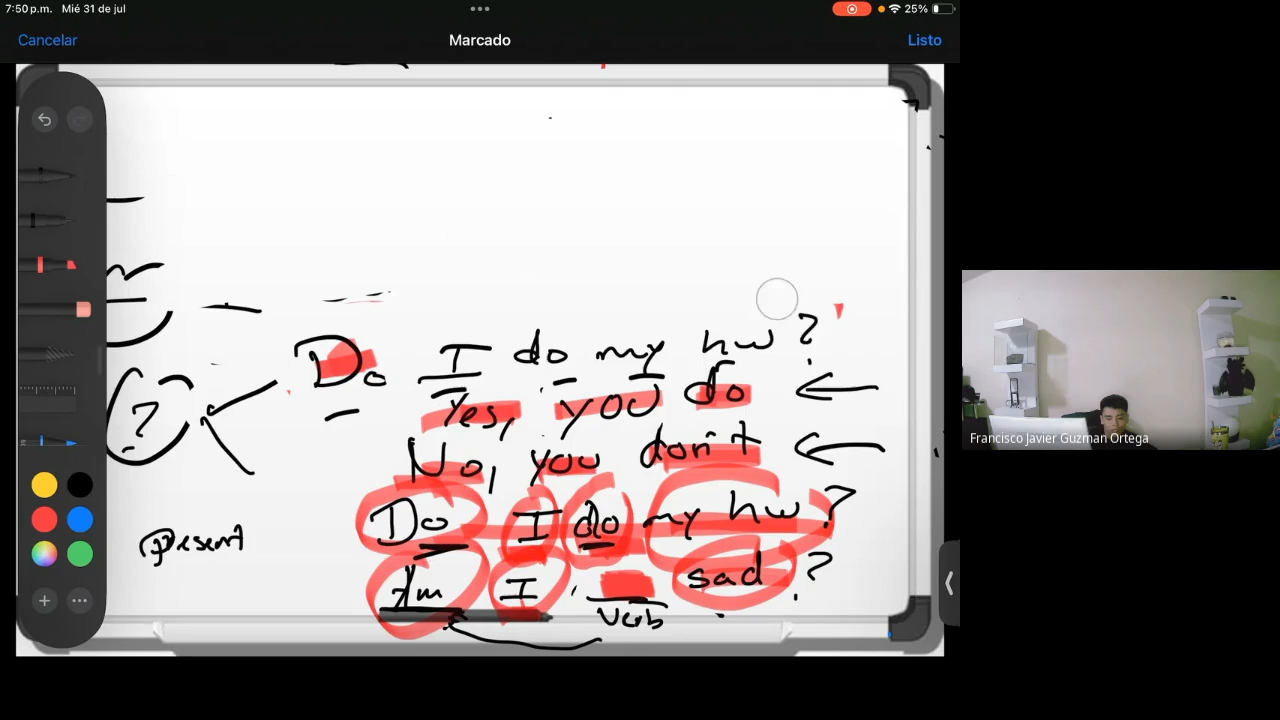 7:50 p.m. Mié 31 de jul
25%
Cancelar
Marcado
Listo
Do I do my hw?
Yes, you do
No, you don't
?
Do I do my hw?
Present
Am I sad?
Verb
Francisco Javier Guzman Ortega